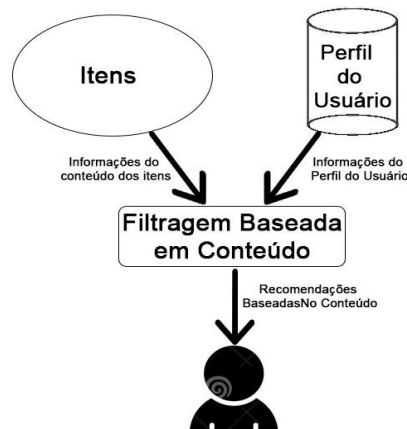 Itens
Perfil
do
Usuário
Informações do
conteúdo dos itens
Informações do
Perfil do Usuário
Filtragem Baseada
em Conteúdo
Recomendações
BaseadasNo Conteúdo